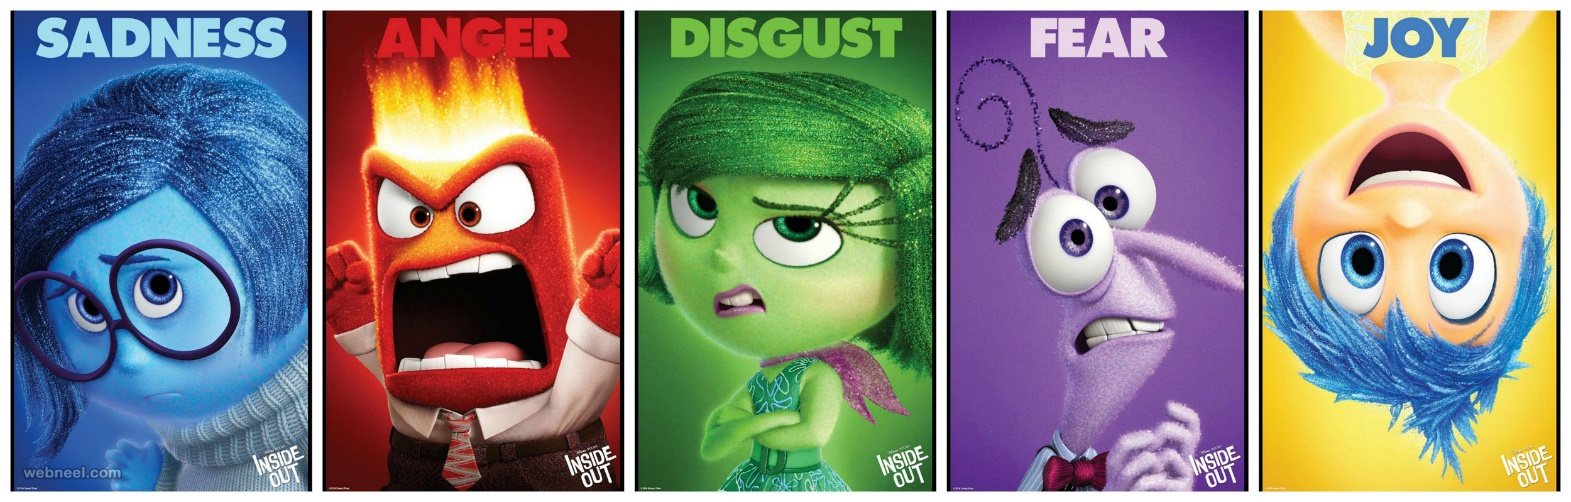 SADNESS
ANGER
DISGUST
FEAR
JOY
webneel.com
INSIDE
OUT
INSIDE
OUT
INSIDE
OUT
INSIDE
OUT
INSIDE
OUT